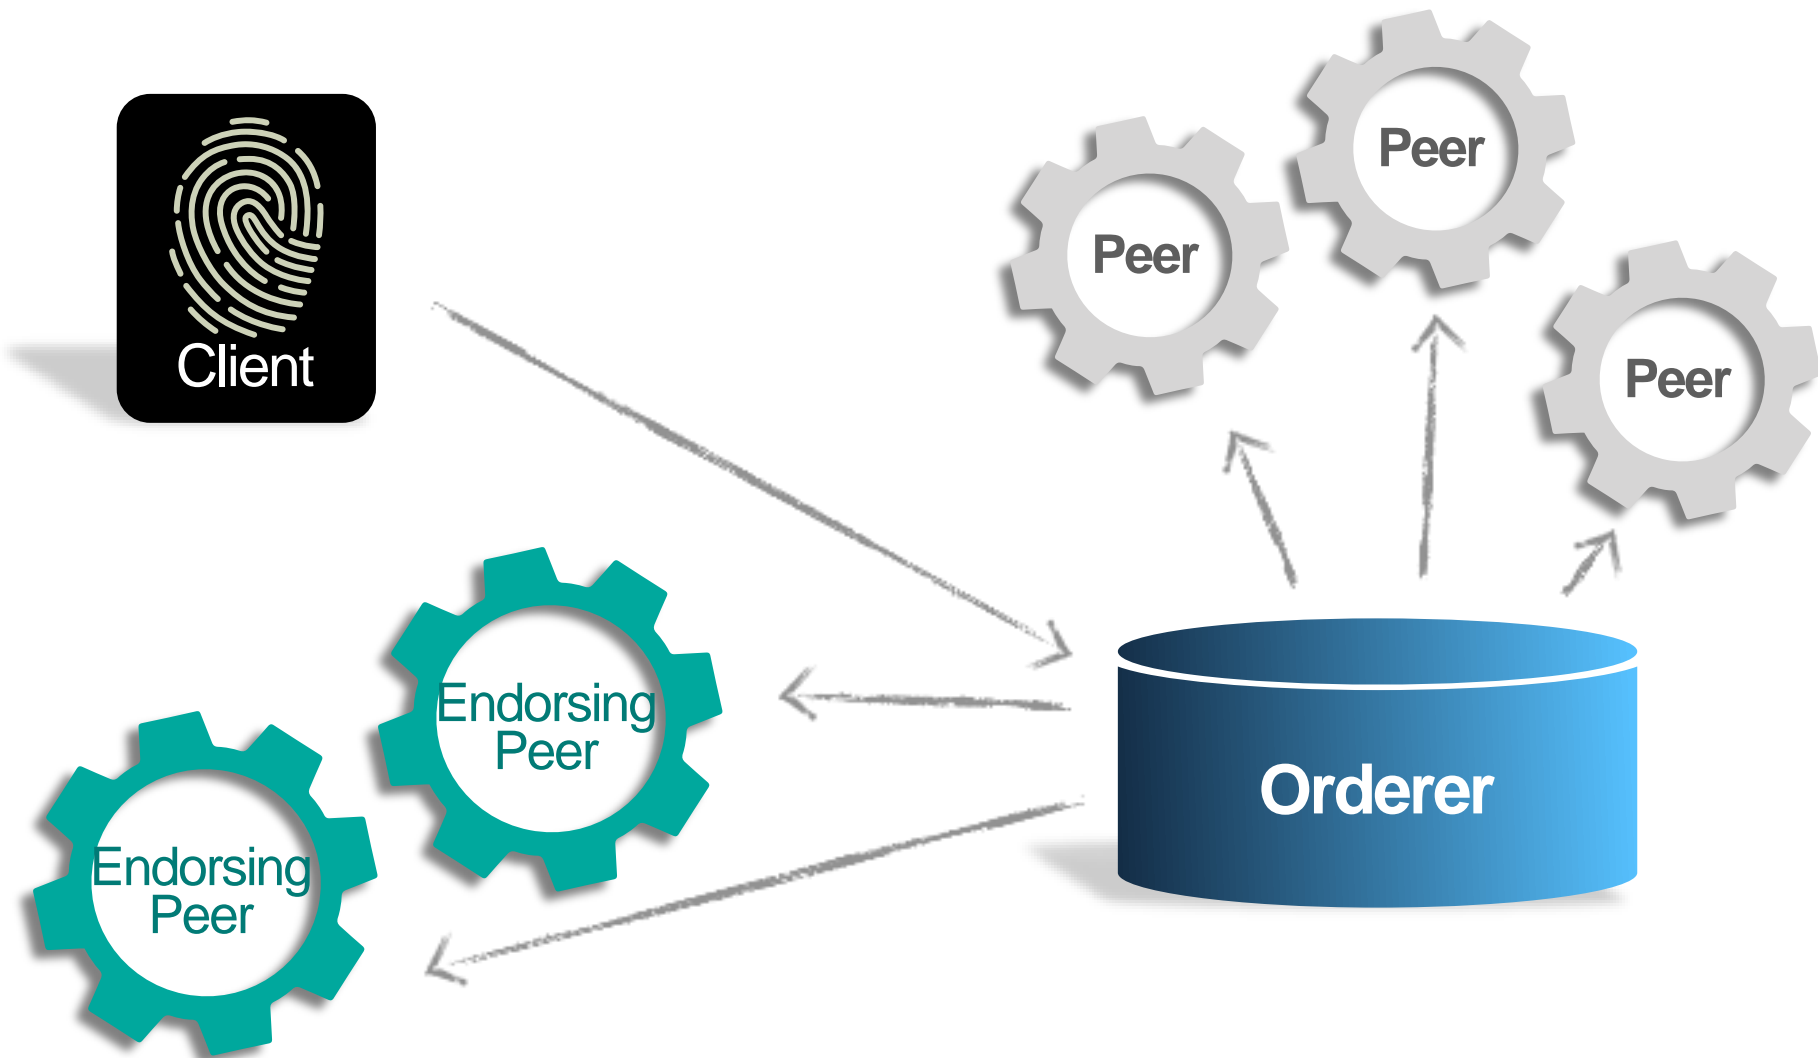 Peer
Peer
Client
Peer
Endorsing
Peer
Orderer
Endorsing
Peer